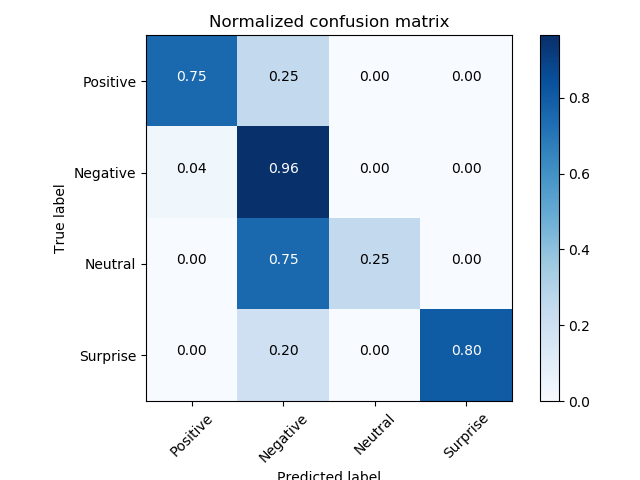 Normalized confusion matrix
Positive 0.75 0.25 0.00 0.00
Negative 0.04 0.96 0.00 0.00
Neutral 0.00 0.75 0.25 0.00
Surprise 0.00 0.20 0.00 0.80
True label
Positive Negative Neutral Surprise
Predicted label
0.8
0.6
0.4
0.2
0.0